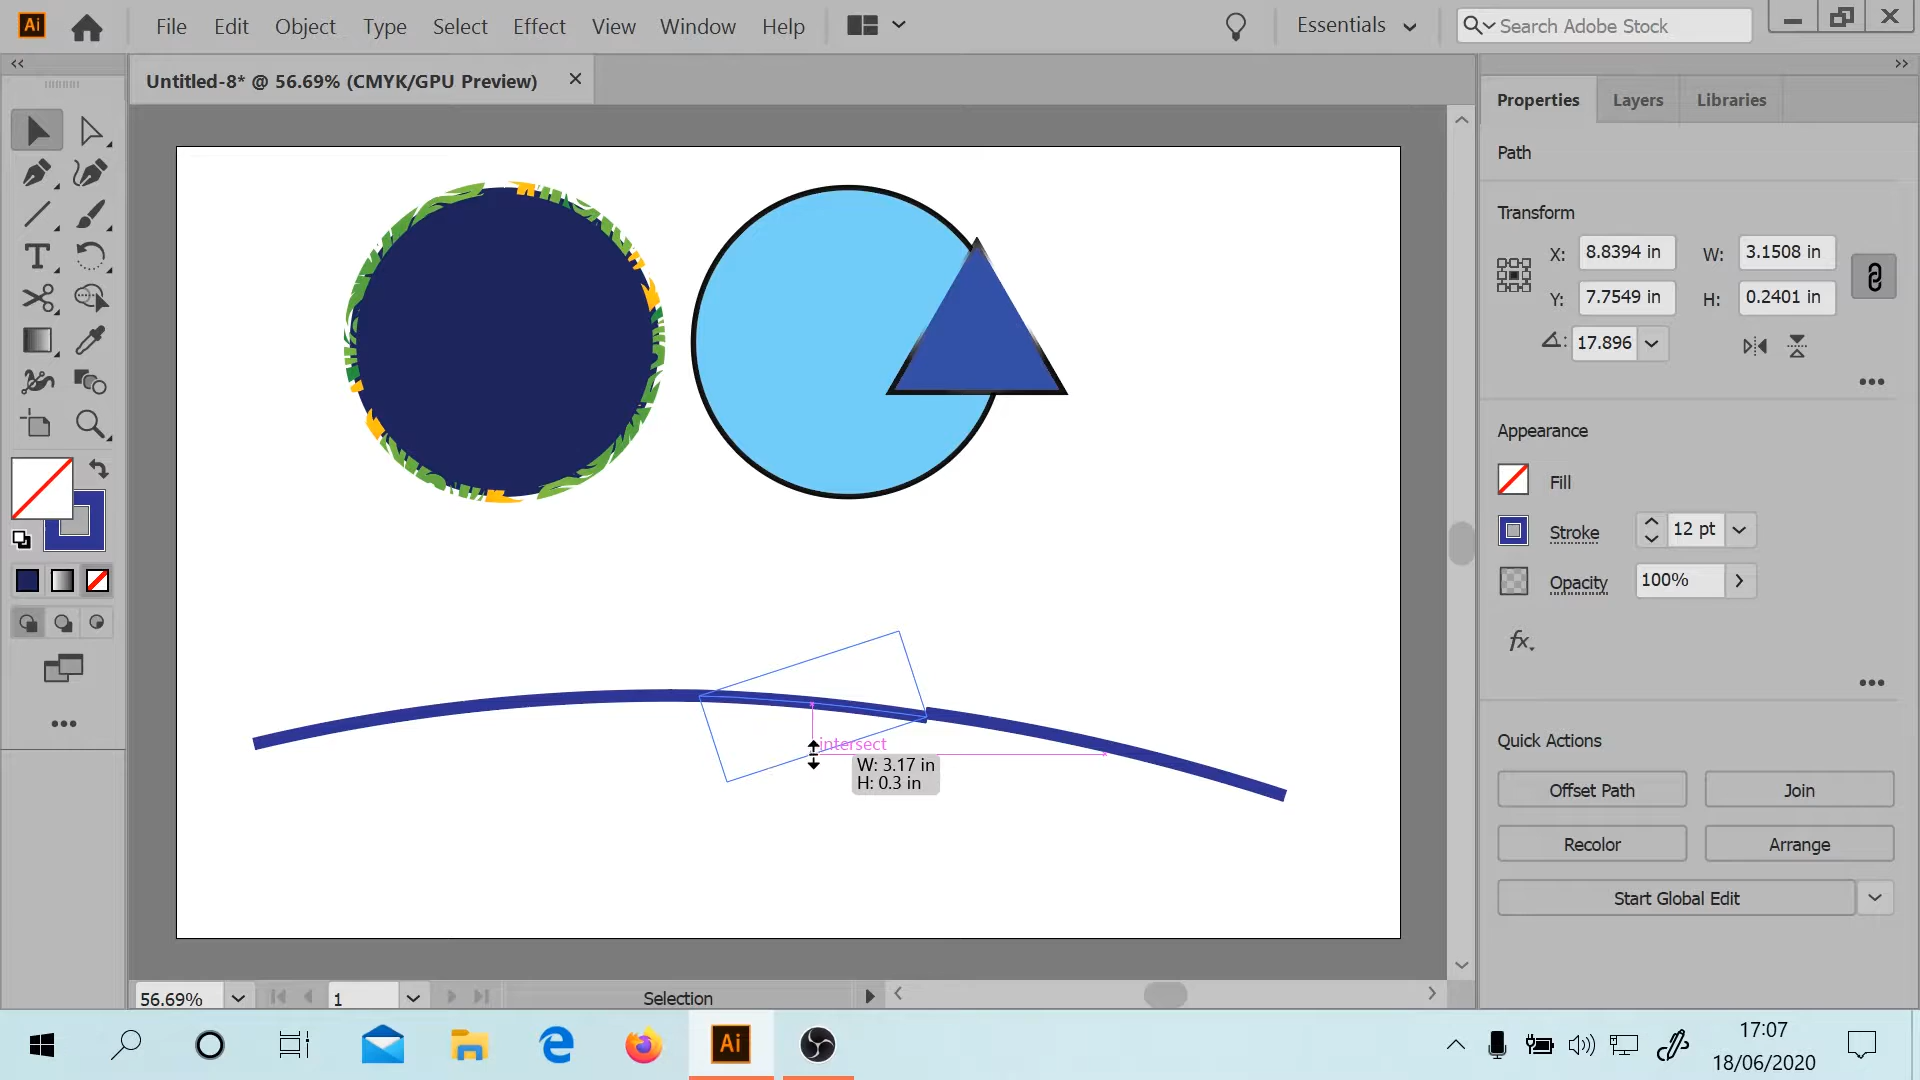 Ai File Edit Object Type Select Effect View Window Help Essentials Search Adobe Stock
Untitled-8* @ 56.69% (CMYK/GPU Preview)
Properties Layers Libraries
Path
Transform
X: 8.8394 in W: 3.1508 in
Y: 7.7549 in H: 0.2401 in
17.896
Appearance
Fill
Stroke 12 pt
Opacity 100%
fx
intersect
W: 3.17 in
H: 0.3 in
Quick Actions
Offset Path Join
Recolor Arrange
Start Global Edit
56.69% 1 Selection
Ai
17:07
18/06/2020